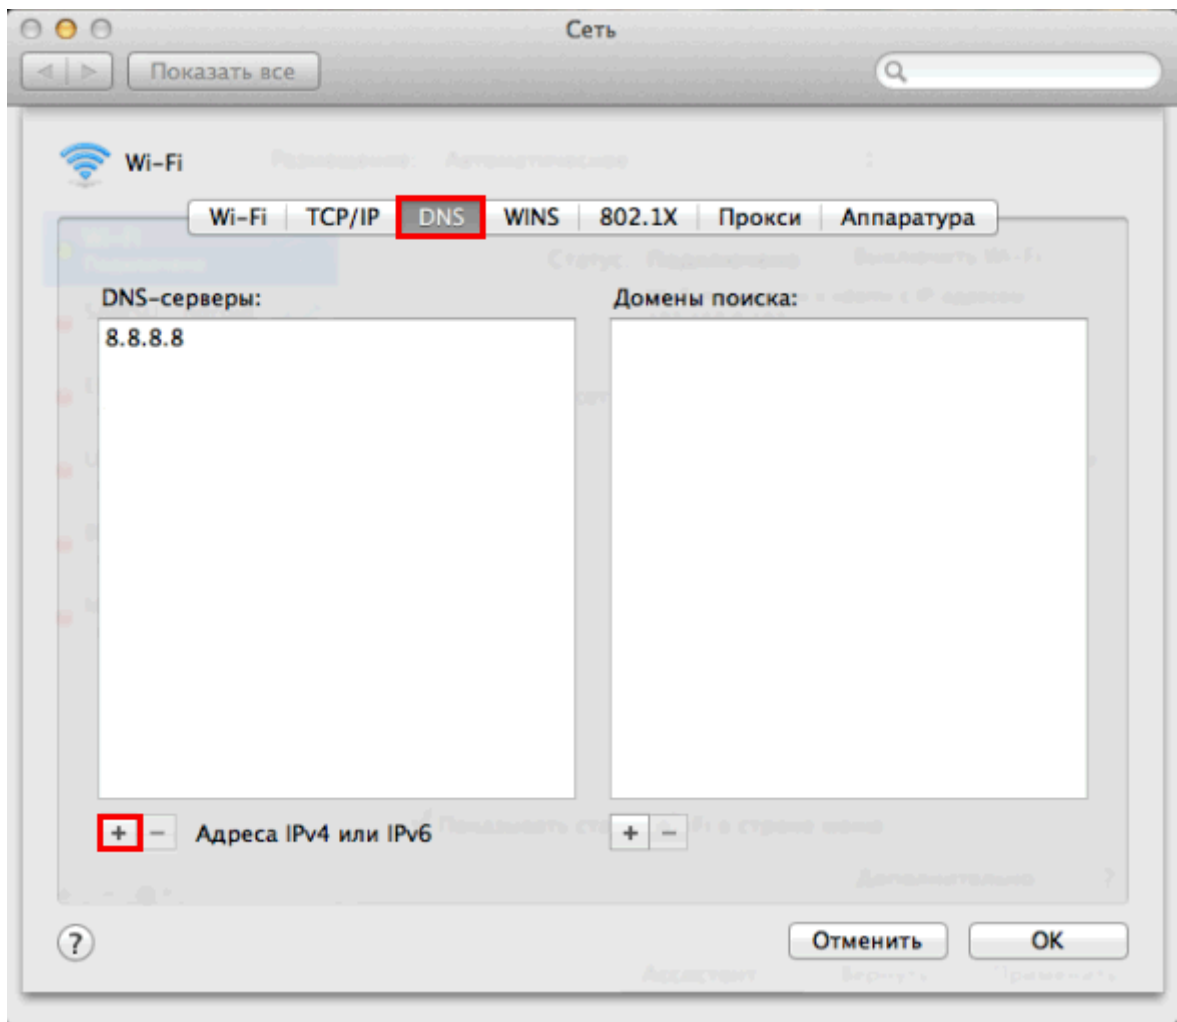 Сеть
Показать все
Wi-Fi
Wi-Fi TCP/IP DNS WINS 802.1X Прокси Аппаратура
DNS-серверы:
Домены поиска:
8.8.8.8
+ − Адреса IPv4 или IPv6
+ −
? Отменить OK